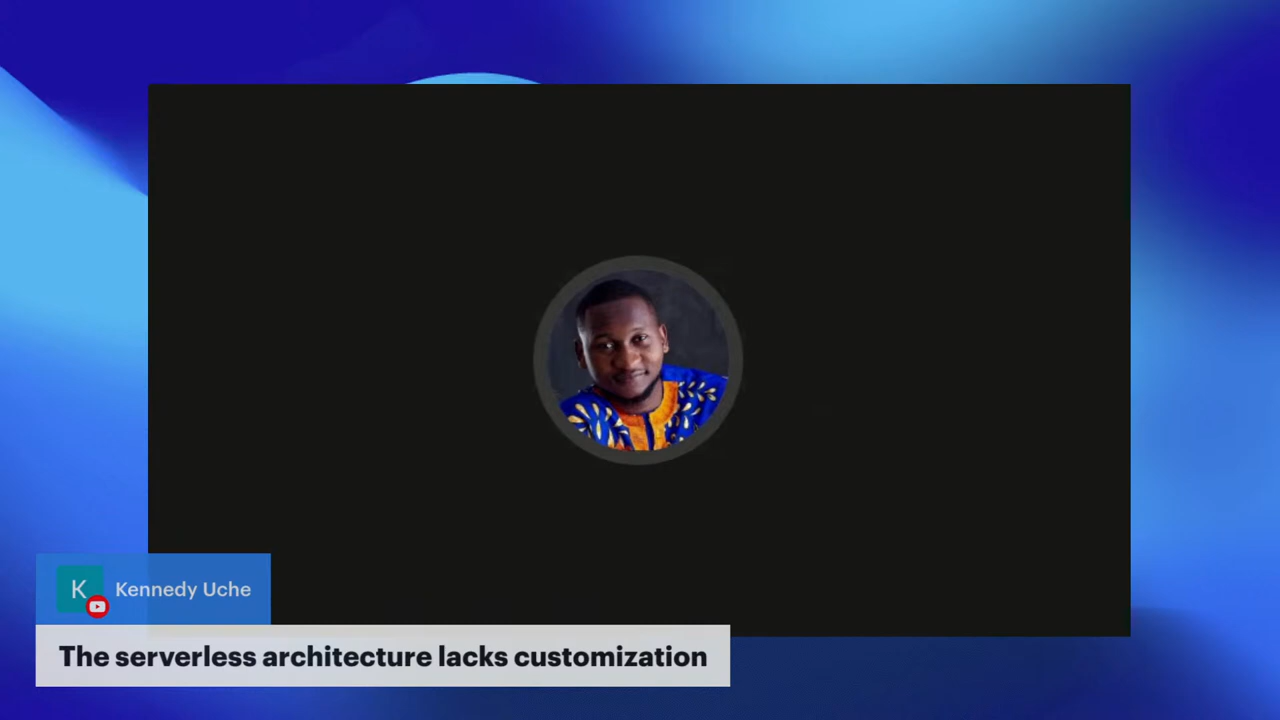 K
Kennedy Uche
The serverless architecture lacks customization